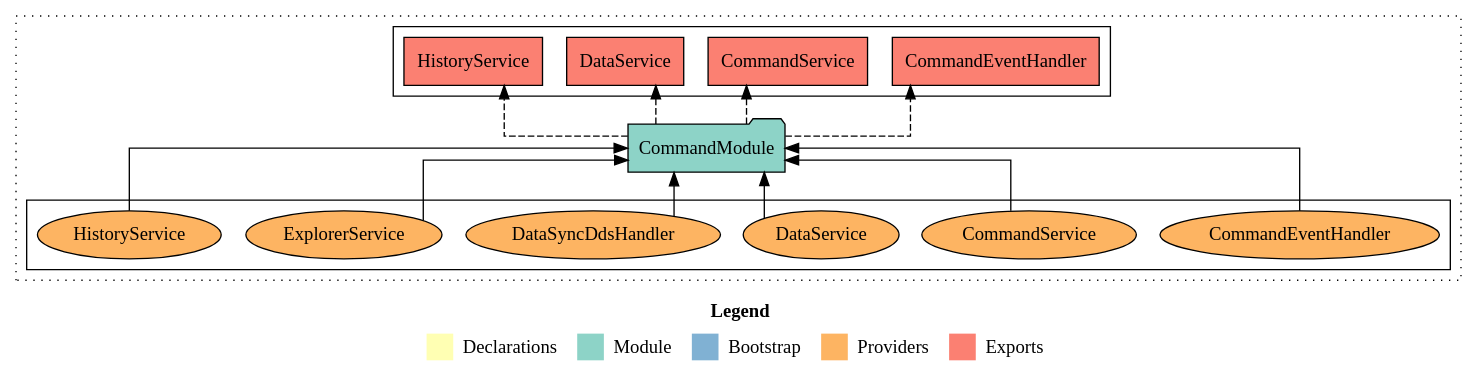 HistoryService DataService CommandService CommandEventHandler
CommandModule
HistoryService ExplorerService DataSyncDdsHandler DataService CommandService CommandEventHandler
Legend
Declarations Module Bootstrap Providers Exports